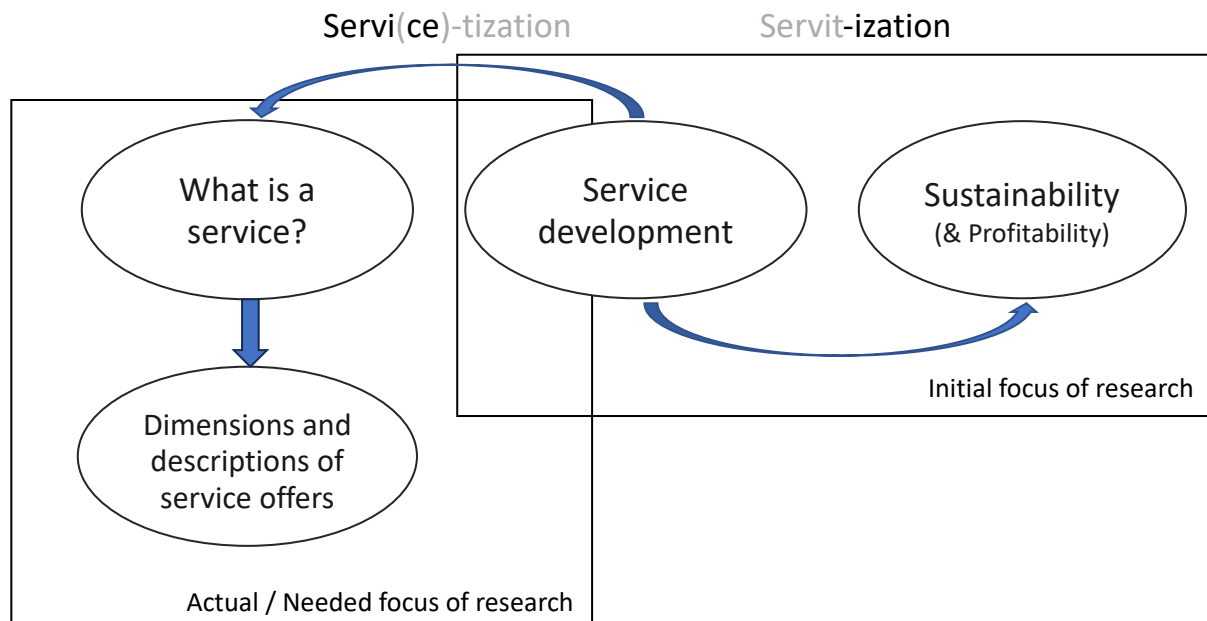 Servi(ce)-tization
Servit-ization
What is a
service?
Service
development
Sustainability
(& Profitability)
Initial focus of research
Dimensions and
descriptions of
service offers
Actual / Needed focus of research